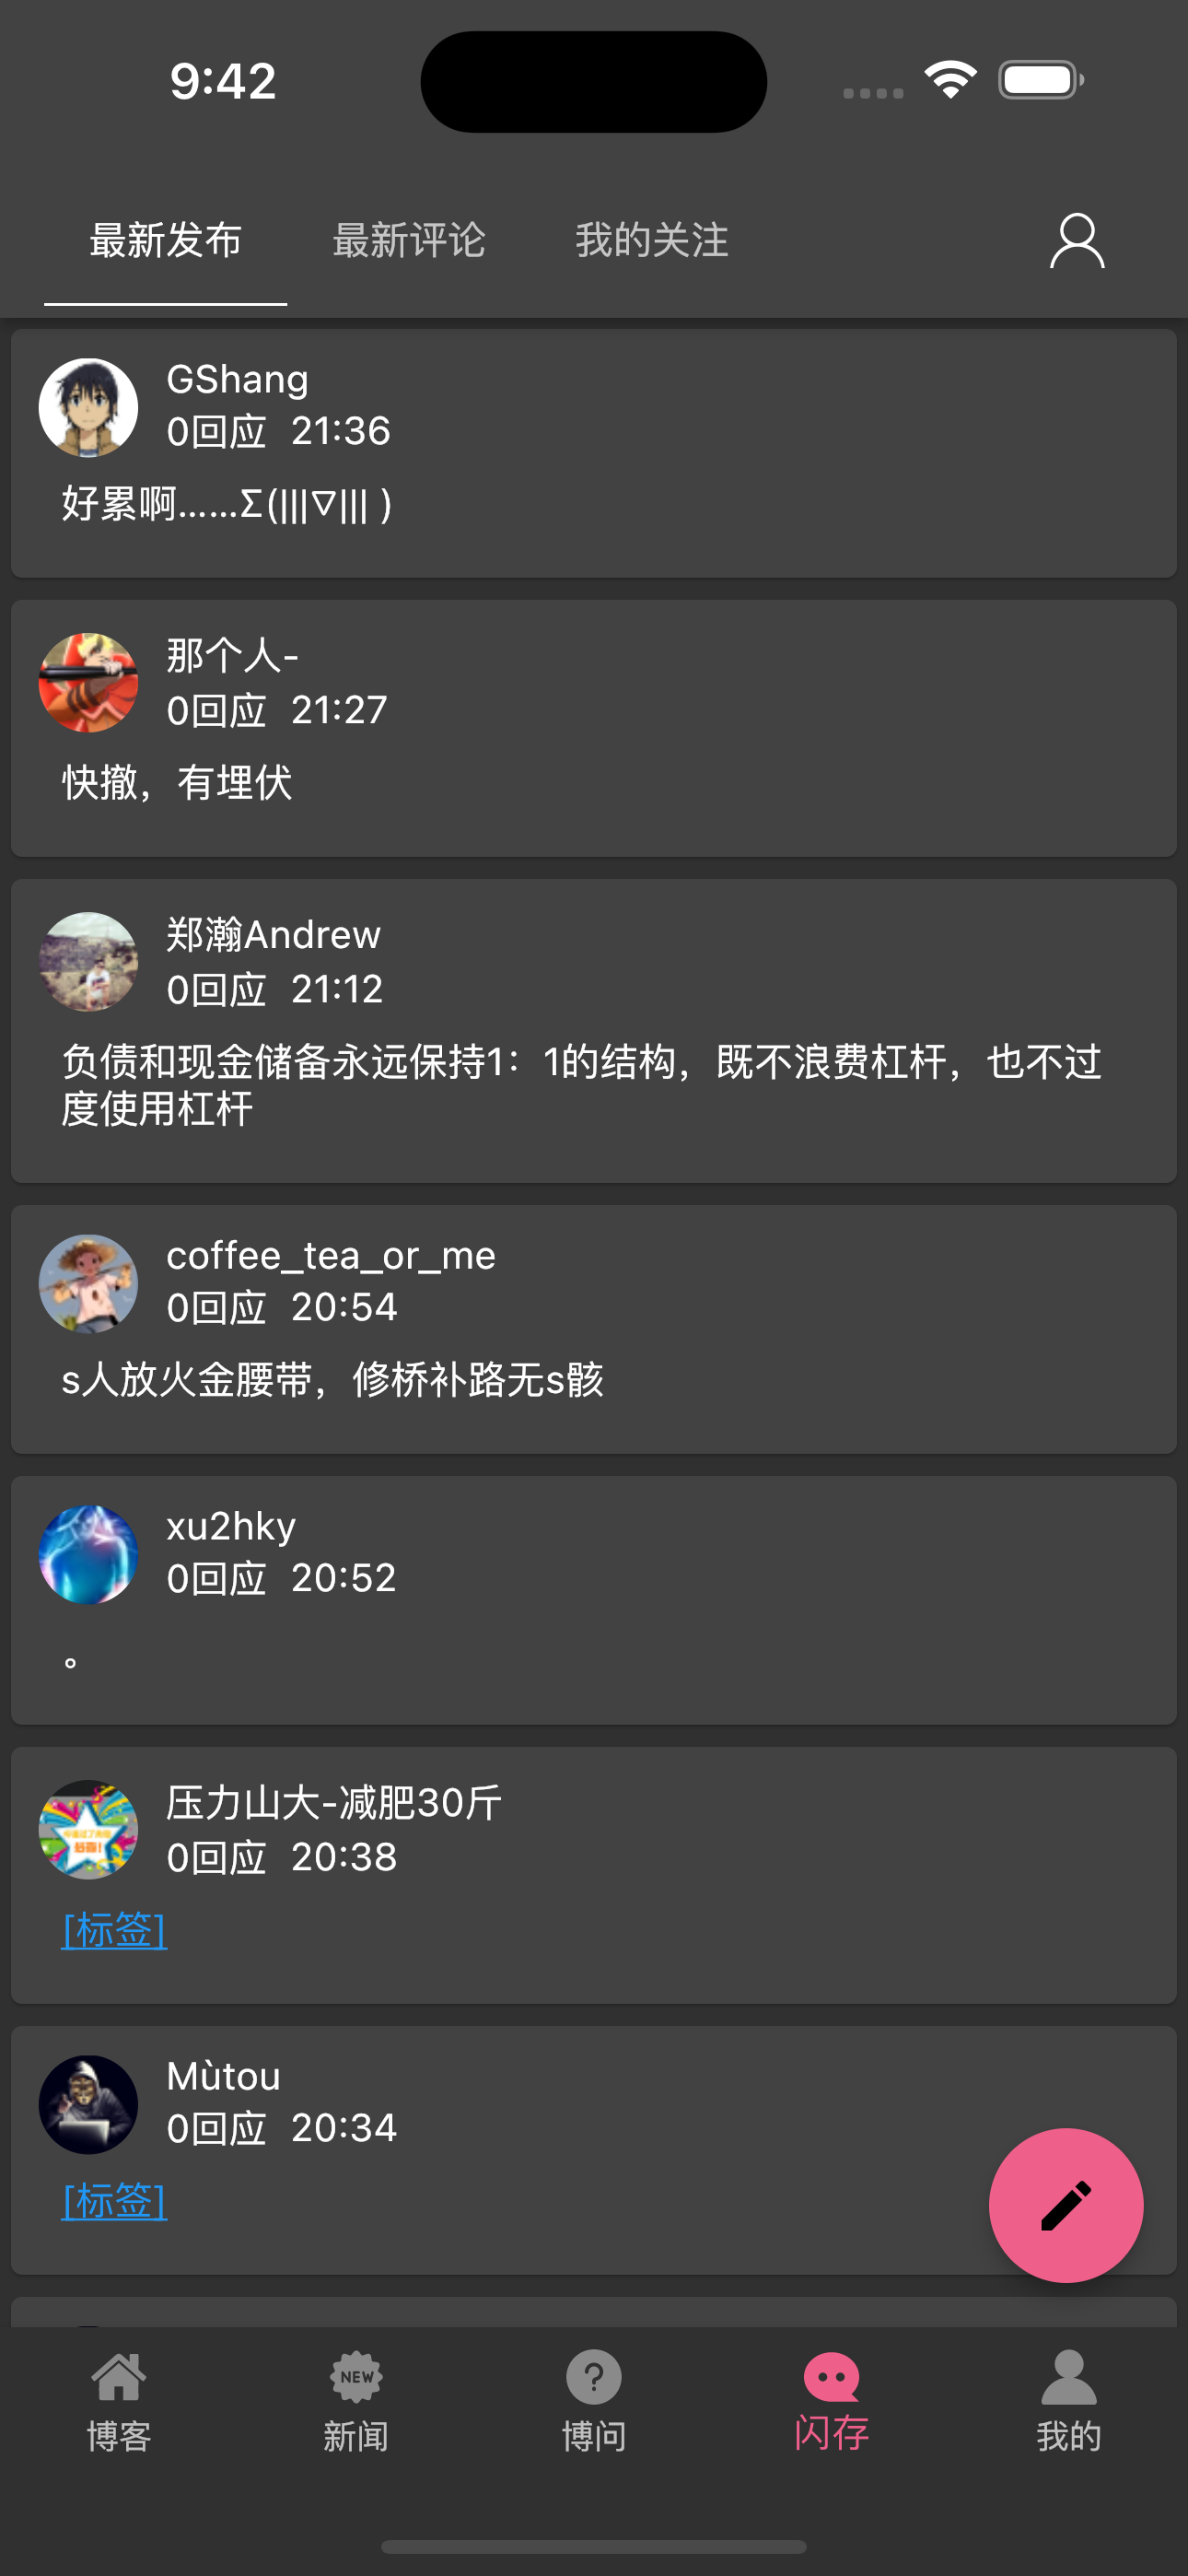 9:42
最新发布 最新评论 我的关注
GShang
0回应 21:36
好累啊……Σ(|||▽||| )
那个人-
0回应 21:27
快撤，有埋伏
郑瀚Andrew
0回应 21:12
负债和现金储备永远保持1：1的结构，既不浪费杠杆，也不过
度使用杠杆
coffee_tea_or_me
0回应 20:54
s人放火金腰带，修桥补路无s骸
xu2hky
0回应 20:52
。
压力山大-减肥30斤
0回应 20:38
[标签]
Mùtou
0回应 20:34
[标签]
NEW
博客 新闻 博问 闪存 我的